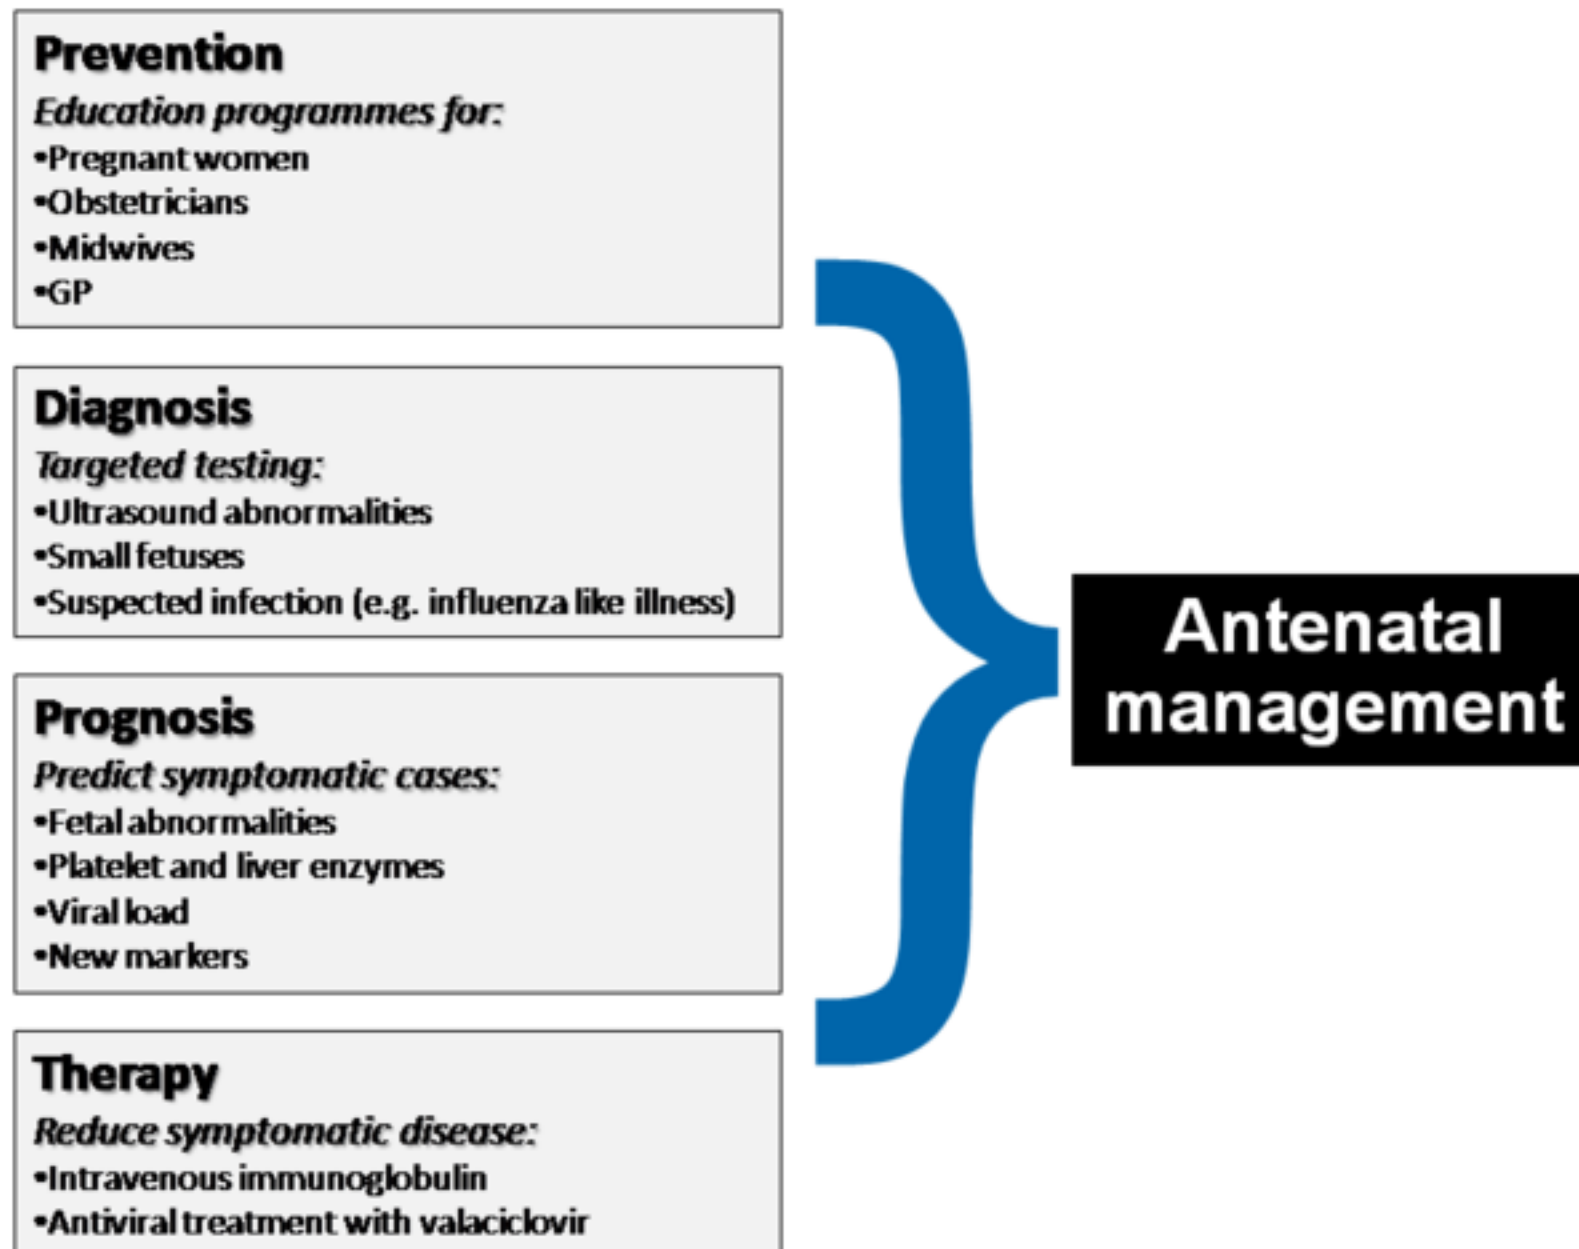 Prevention
Education programmes for:
•Pregnant women
•Obstetricians
•Midwives
•GP
Diagnosis
Targeted testing:
•Ultrasound abnormalities
•Small fetuses
•Suspected infection (e.g. influenza like illness)
Prognosis
Predict symptomatic cases:
•Fetal abnormalities
•Platelet and liver enzymes
•Viral load
•New markers
Therapy
Reduce symptomatic disease:
•Intravenous immunoglobulin
•Antiviral treatment with valaciclovir
Antenatal
management